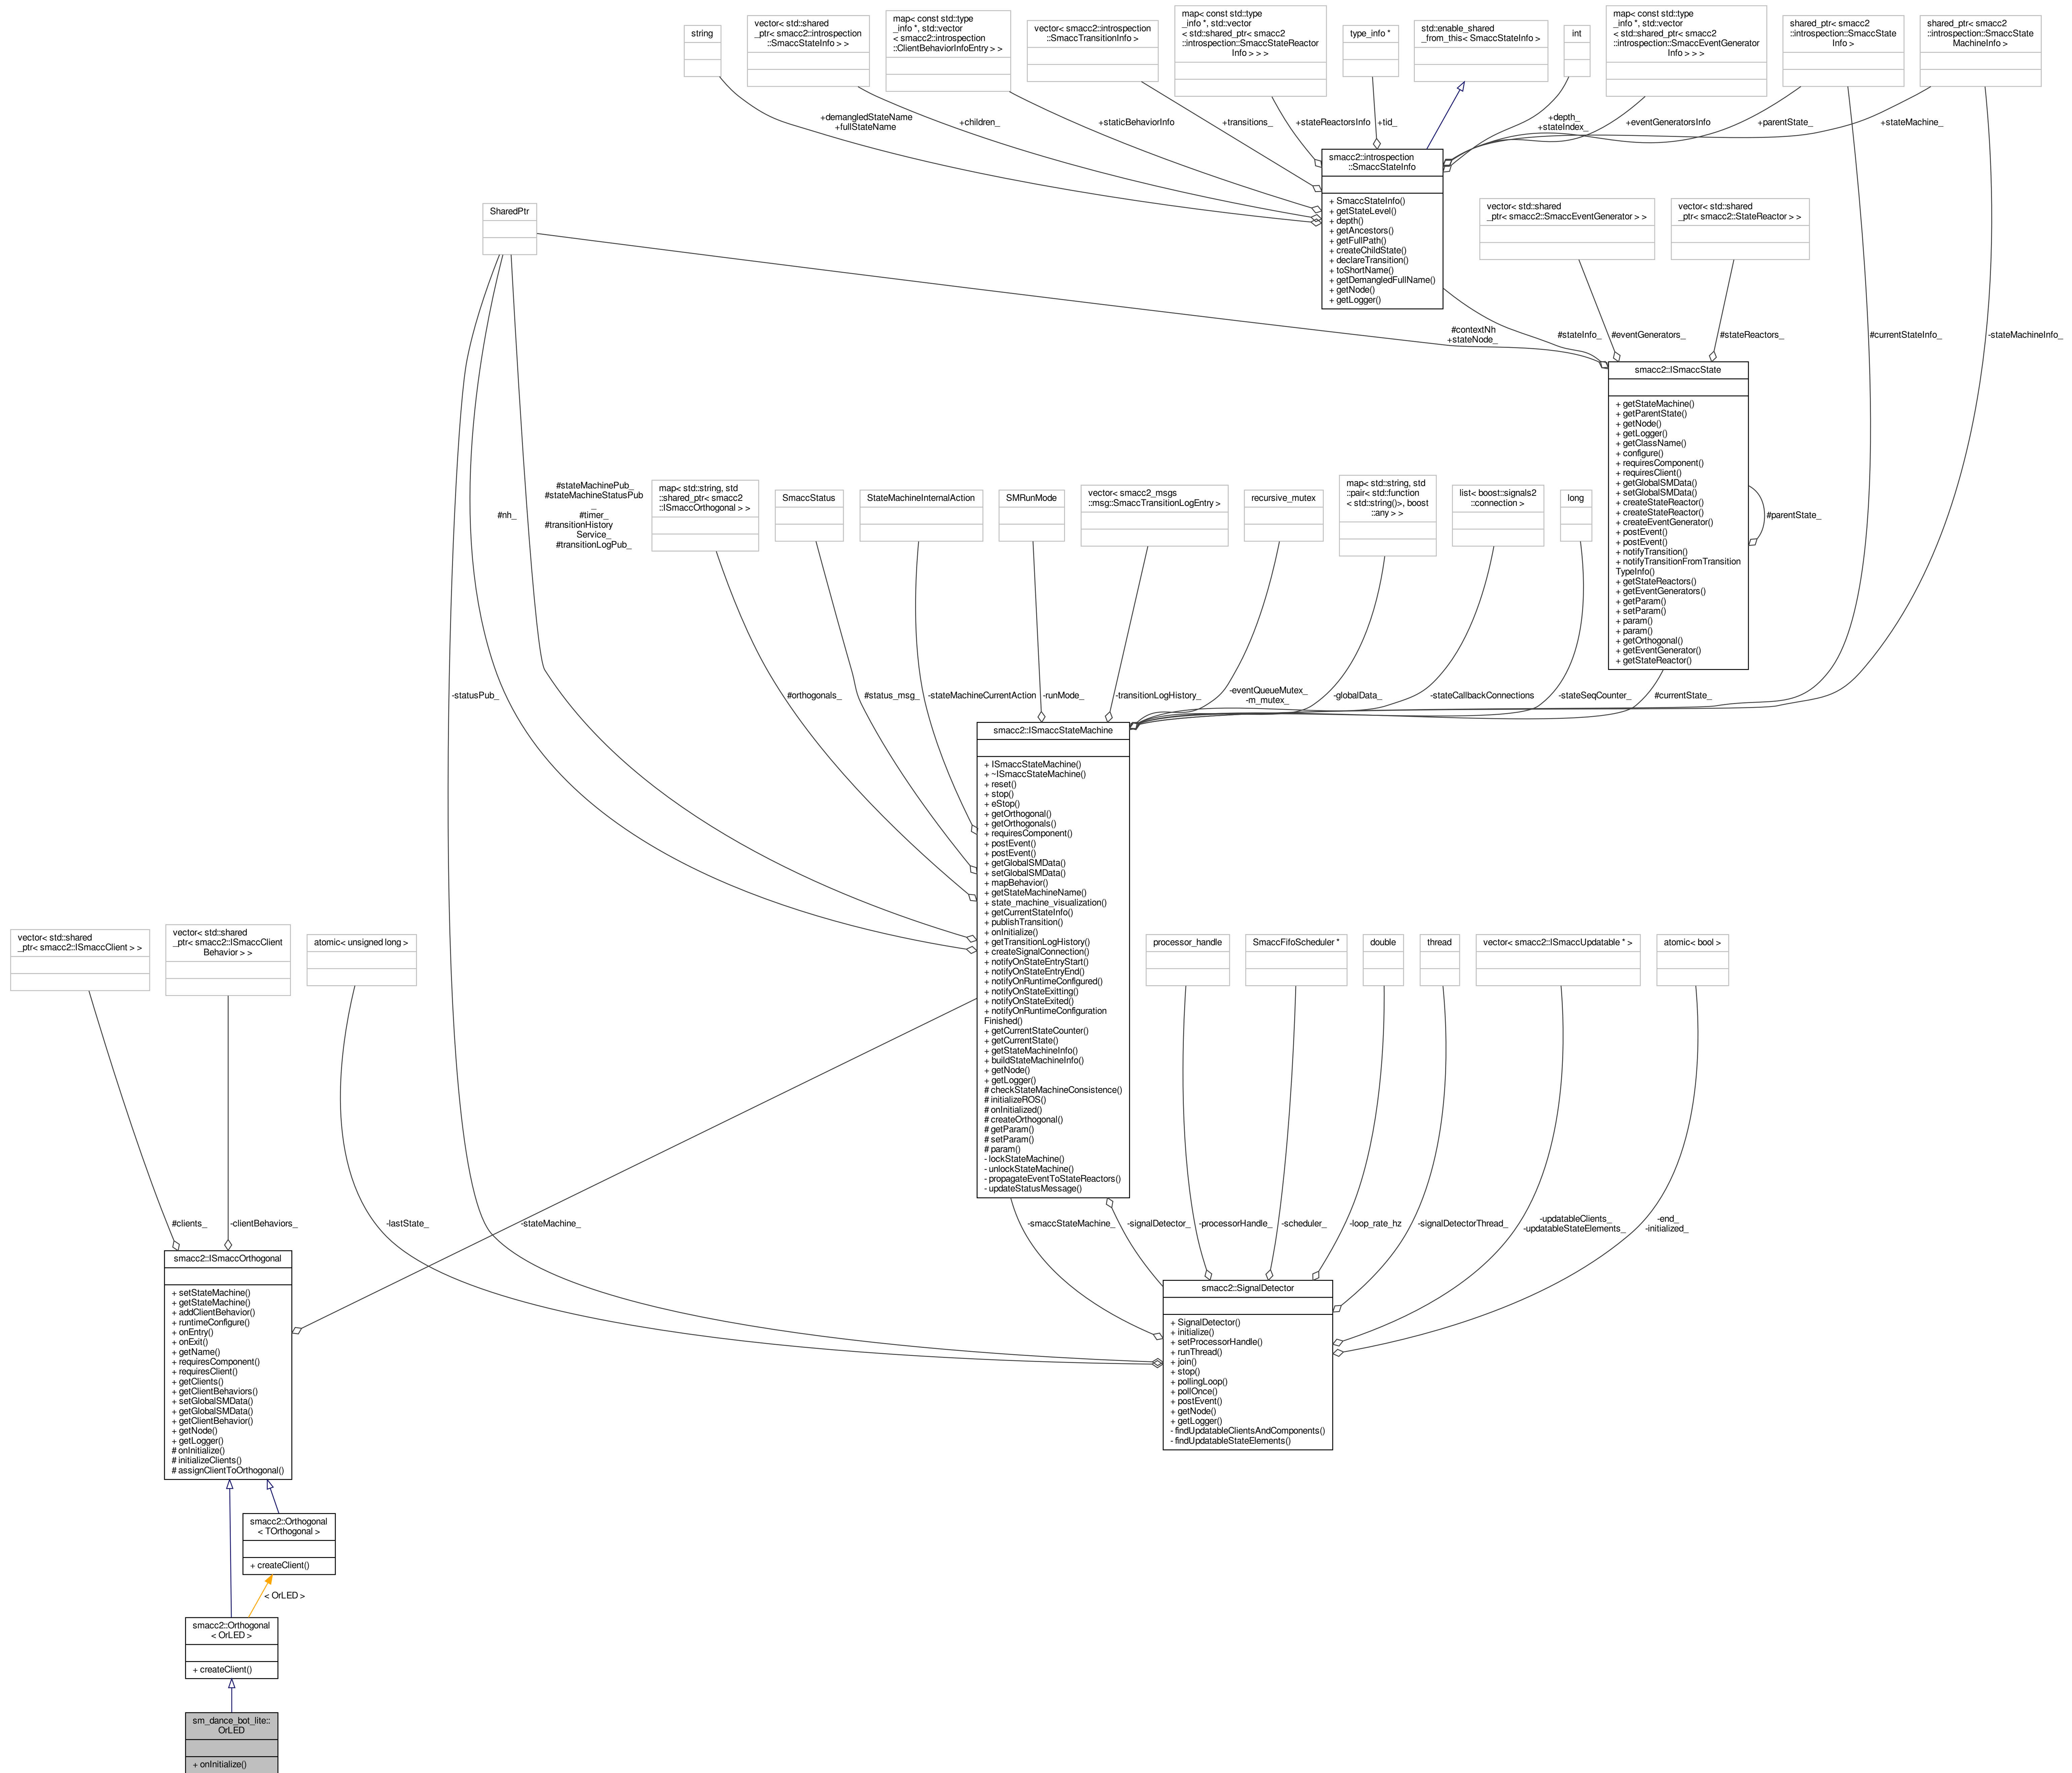 string
vector< std::shared
_ptr< smacc2::introspection
::SmaccStateInfo > >
map< const std::type
_info *, std::vector
< smacc2::introspection
::ClientBehaviorInfoEntry > >
vector< smacc2::introspection
::SmaccTransitionInfo >
map< const std::type
_info *, std::vector
< std::shared_ptr< smacc2
::introspection::SmaccStateReactor
Info > > >
type_info *
std::enable_shared
_from_this< SmaccStateInfo >
int
map< const std::type
_info *, std::vector
< std::shared_ptr< smacc2
::introspection::SmaccEventGenerator
Info > > >
shared_ptr< smacc2
::introspection::SmaccState
Info >
shared_ptr< smacc2
::introspection::SmaccState
MachineInfo >
+demangledStateName
+fullStateName
+children_
+staticBehaviorInfo
+transitions_
+stateReactorsInfo
+tid_
+depth_
+stateIndex_
+eventGeneratorsInfo
+parentState_
+stateMachine_
smacc2::introspection
::SmaccStateInfo
+ SmaccStateInfo()
+ getStateLevel()
+ depth()
+ getAncestors()
+ getFullPath()
+ createChildState()
+ declareTransition()
+ toShortName()
+ getDemangledFullName()
+ getNode()
+ getLogger()
SharedPtr
vector< std::shared
_ptr< smacc2::SmaccEventGenerator > >
vector< std::shared
_ptr< smacc2::StateReactor > >
#contextNh
+stateNode_
#stateInfo_
#eventGenerators_
#stateReactors_
#currentStateInfo_
-stateMachineInfo_
smacc2::ISmaccState
+ getStateMachine()
+ getParentState()
+ getNode()
+ getLogger()
+ getClassName()
+ configure()
+ requiresComponent()
+ requiresClient()
+ getGlobalSMData()
+ setGlobalSMData()
+ createStateReactor()
+ createStateReactor()
+ createEventGenerator()
+ postEvent()
+ postEvent()
+ notifyTransition()
+ notifyTransitionFromTransition
TypeInfo()
+ getStateReactors()
+ getEventGenerators()
+ getParam()
+ setParam()
+ param()
+ param()
+ getOrthogonal()
+ getEventGenerator()
+ getStateReactor()
#parentState_
#nh_
#stateMachinePub_
#stateMachineStatusPub
_
#timer_
#transitionHistory
Service_
#transitionLogPub_
map< std::string, std
::shared_ptr< smacc2
::ISmaccOrthogonal > >
SmaccStatus
StateMachineInternalAction
SMRunMode
vector< smacc2_msgs
::msg::SmaccTransitionLogEntry >
recursive_mutex
map< std::string, std
::pair< std::function
< std::string()>, boost
::any > >
list< boost::signals2
::connection >
long
-statusPub_
#orthogonals_
#status_msg_
-stateMachineCurrentAction
-runMode_
-transitionLogHistory_
-eventQueueMutex_
-m_mutex_
-globalData_
-stateCallbackConnections
-stateSeqCounter_
#currentState_
smacc2::ISmaccStateMachine
+ ISmaccStateMachine()
+ ~ISmaccStateMachine()
+ reset()
+ stop()
+ eStop()
+ getOrthogonal()
+ getOrthogonals()
+ requiresComponent()
+ postEvent()
+ postEvent()
+ getGlobalSMData()
+ setGlobalSMData()
+ mapBehavior()
+ getStateMachineName()
+ state_machine_visualization()
+ getCurrentStateInfo()
+ publishTransition()
+ onInitialize()
+ getTransitionLogHistory()
+ createSignalConnection()
+ notifyOnStateEntryStart()
+ notifyOnStateEntryEnd()
+ notifyOnRuntimeConfigured()
+ notifyOnStateExitting()
+ notifyOnStateExited()
+ notifyOnRuntimeConfiguration
Finished()
+ getCurrentStateCounter()
+ getCurrentState()
+ getStateMachineInfo()
+ buildStateMachineInfo()
+ getNode()
+ getLogger()
# checkStateMachineConsistence()
# initializeROS()
# onInitialized()
# createOrthogonal()
# getParam()
# setParam()
# param()
- lockStateMachine()
- unlockStateMachine()
- propagateEventToStateReactors()
- updateStatusMessage()
vector< std::shared
_ptr< smacc2::ISmaccClient > >
vector< std::shared
_ptr< smacc2::ISmaccClient
Behavior > >
atomic< unsigned long >
processor_handle
SmaccFifoScheduler *
double
thread
vector< smacc2::ISmaccUpdatable * >
atomic< bool >
#clients_
-clientBehaviors_
-lastState_
-stateMachine_
-smaccStateMachine_
-signalDetector_
-processorHandle_
-scheduler_
-loop_rate_hz
-signalDetectorThread_
-updatableClients_
-updatableStateElements_
-end_
-initialized_
smacc2::ISmaccOrthogonal
+ setStateMachine()
+ getStateMachine()
+ addClientBehavior()
+ runtimeConfigure()
+ onEntry()
+ onExit()
+ getName()
+ requiresComponent()
+ requiresClient()
+ getClients()
+ getClientBehaviors()
+ setGlobalSMData()
+ getGlobalSMData()
+ getClientBehavior()
+ getNode()
+ getLogger()
# onInitialize()
# initializeClients()
# assignClientToOrthogonal()
smacc2::SignalDetector
+ SignalDetector()
+ initialize()
+ setProcessorHandle()
+ runThread()
+ join()
+ stop()
+ pollingLoop()
+ pollOnce()
+ postEvent()
+ getNode()
+ getLogger()
- findUpdatableClientsAndComponents()
- findUpdatableStateElements()
smacc2::Orthogonal
< TOrthogonal >
+ createClient()
< OrLED >
smacc2::Orthogonal
< OrLED >
+ createClient()
sm_dance_bot_lite::
OrLED
+ onInitialize()